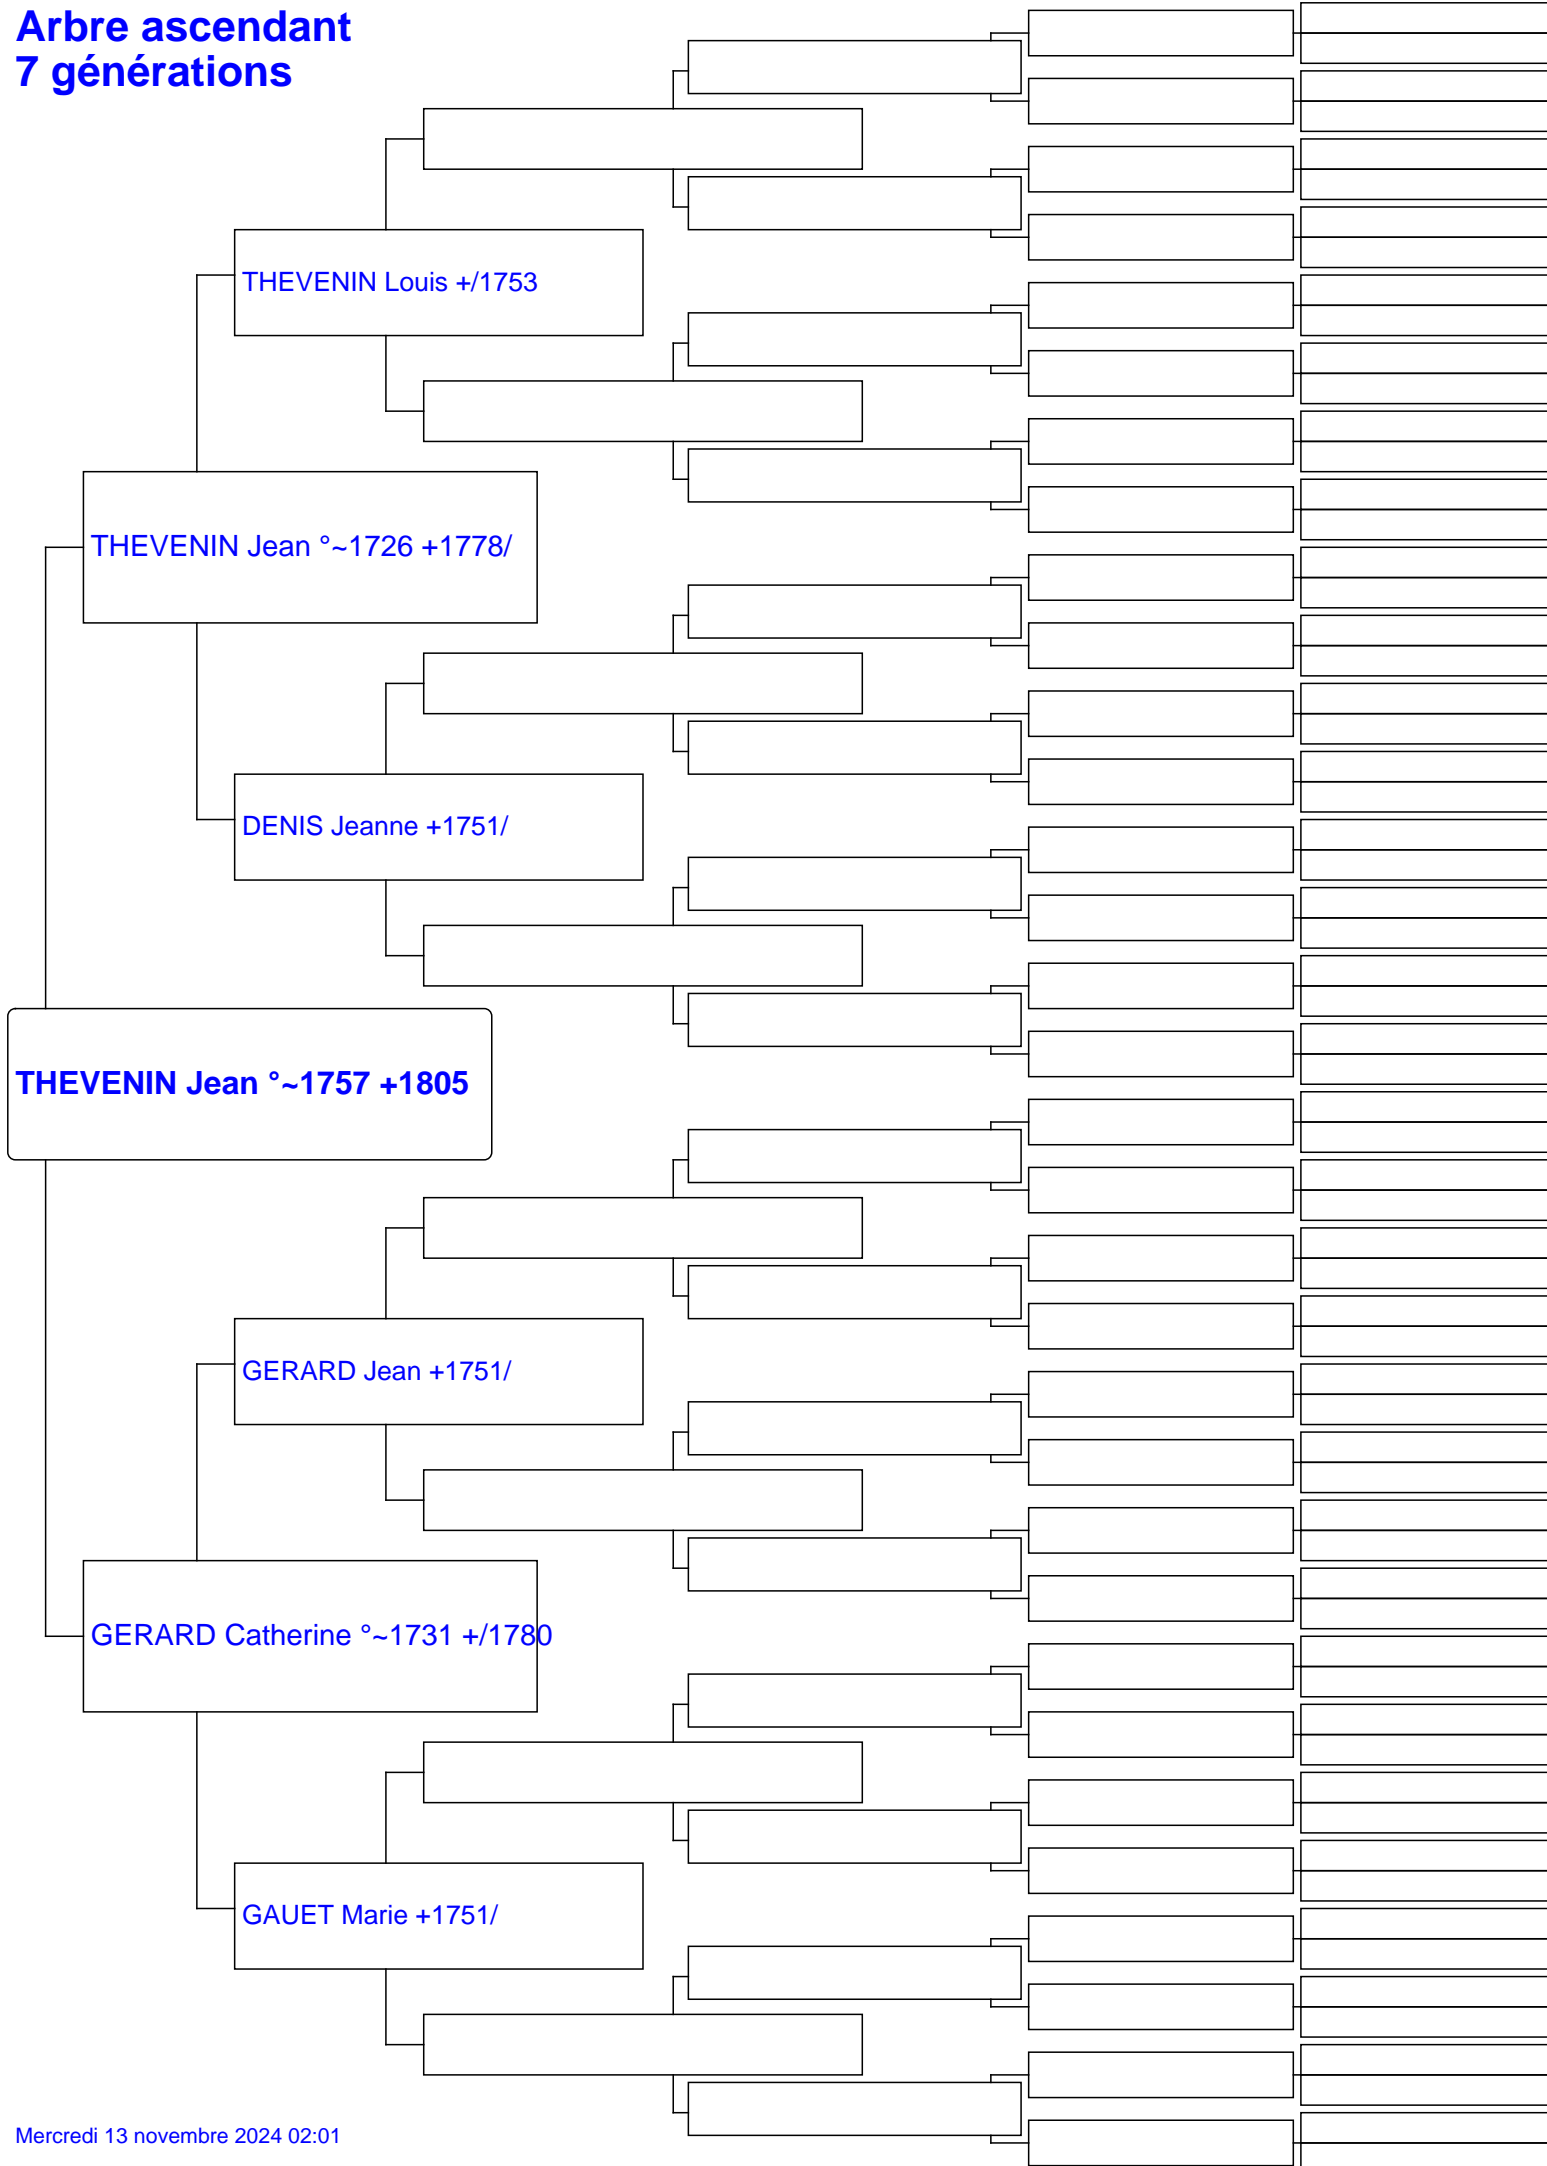 Arbre ascendant
7 générations
THEVENIN Louis +/1753
THEVENIN Jean °~1726 +1778/
DENIS Jeanne +1751/
THEVENIN Jean °~1757 +1805
GERARD Jean +1751/
GERARD Catherine °~1731 +/1780
GAUET Marie +1751/
Mercredi 13 novembre 2024 02:01